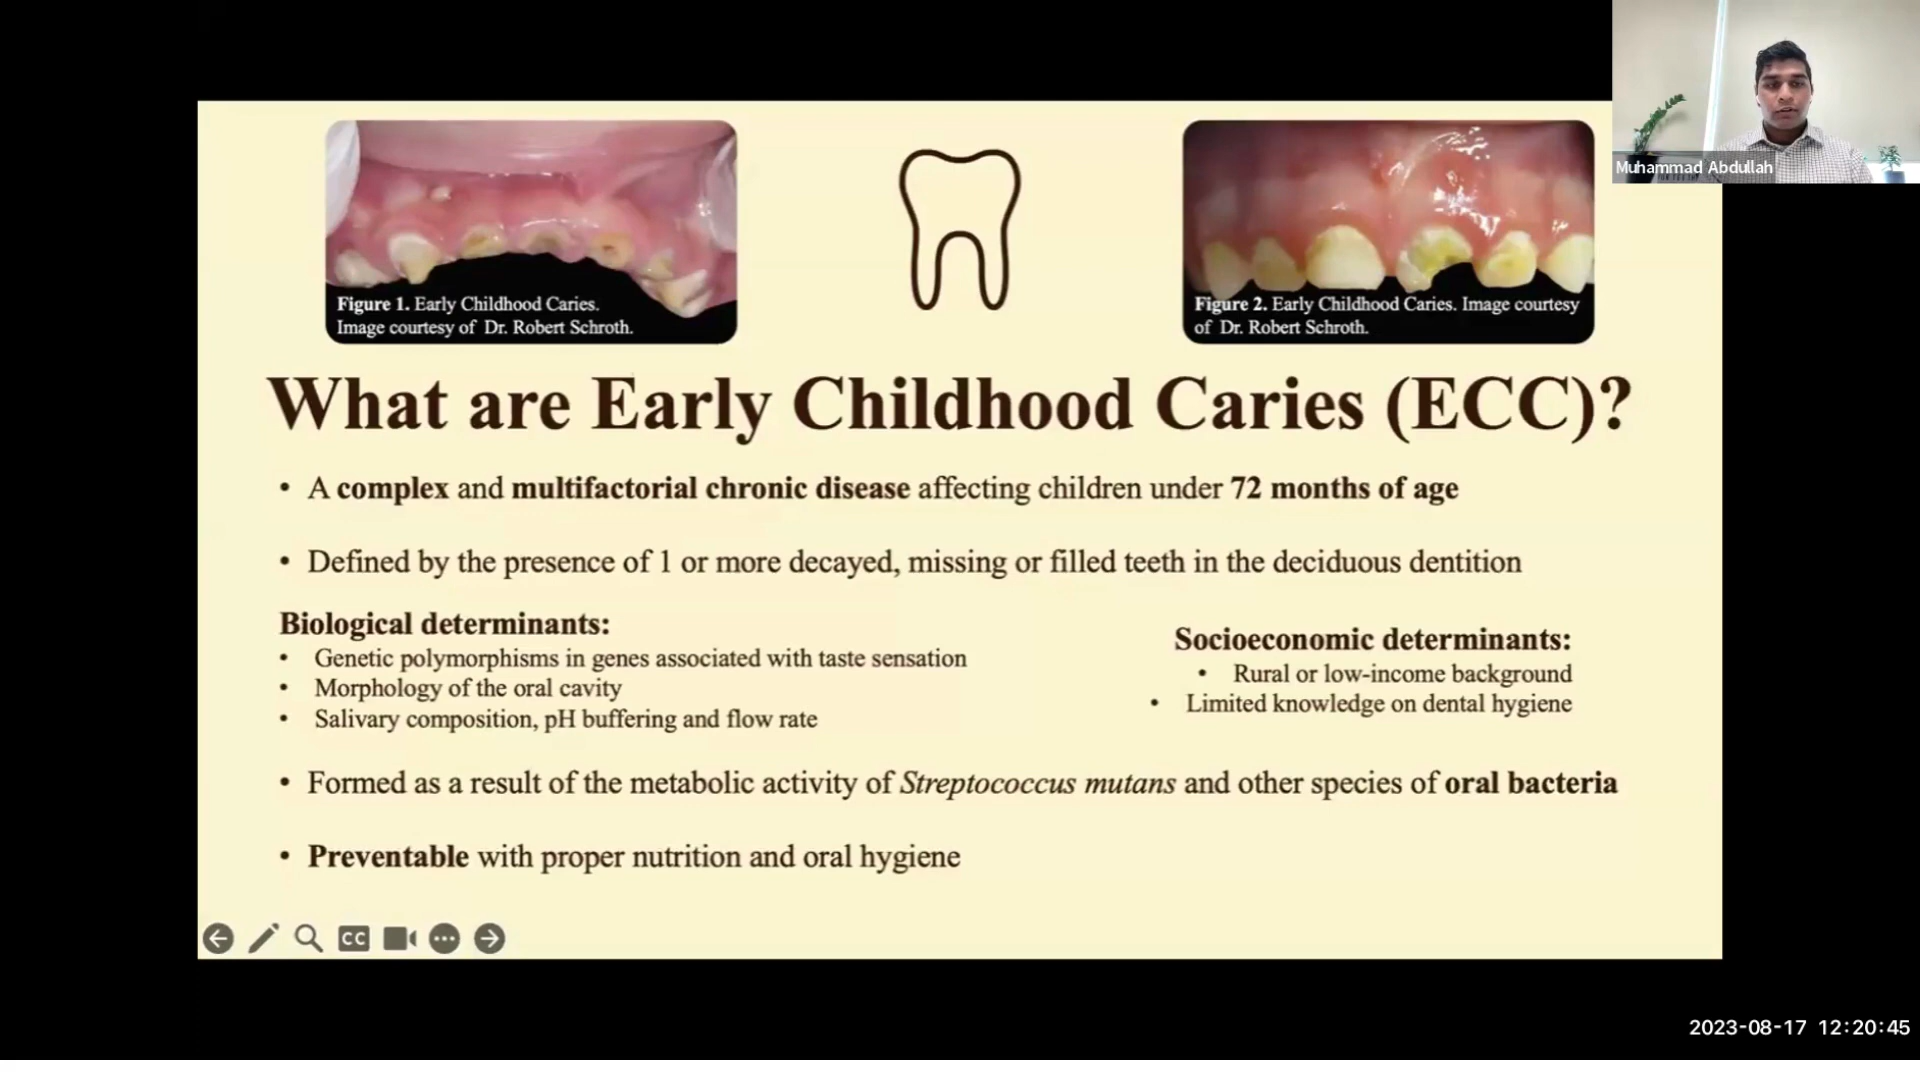 Muhammad Abdullah
Figure 1. Early Childhood Caries.
Image courtesy of Dr. Robert Schroth.
Figure 2. Early Childhood Caries. Image courtesy
of Dr. Robert Schroth.
What are Early Childhood Caries (ECC)?
• A complex and multifactorial chronic disease affecting children under 72 months of age
• Defined by the presence of 1 or more decayed, missing or filled teeth in the deciduous dentition
Biological determinants:
• Genetic polymorphisms in genes associated with taste sensation
• Morphology of the oral cavity
• Salivary composition, pH buffering and flow rate
Socioeconomic determinants:
• Rural or low-income background
• Limited knowledge on dental hygiene
• Formed as a result of the metabolic activity of Streptococcus mutans and other species of oral bacteria
• Preventable with proper nutrition and oral hygiene
CC
2023-08-17 12:20:45